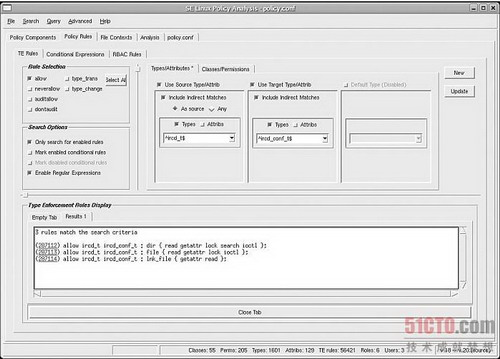 SE Linux Policy Analysis - policy.conf
File Search Query Advanced Help
Policy Components Policy Rules File Contexts Analysis policy.conf
TE Rules Conditional Expressions RBAC Rules
Rule Selection
allow type_trans Select All
neverallow type_change
auditallow
dontaudit
Search Options
Only search for enabled rules
Mark enabled conditional rules
Mark disabled conditional rules
Enable Regular Expressions
Types/Attributes * Classes/Permissions
Use Source Type/Attrib
Include Indirect Matches
As source Any
Types Attribs
^ircd_t$
Use Target Type/Attrib
Include Indirect Matches
Types Attribs
^ircd_conf_t$
Default Type (Disabled)
New
Update
Type Enforcement Rules Display
Empty Tab Results 1
3 rules match the search criteria
(287112) allow ircd_t ircd_conf_t : dir { read getattr lock search ioctl };
(287113) allow ircd_t ircd_conf_t : file { read getattr lock ioctl };
(287114) allow ircd_t ircd_conf_t : lnk_file { getattr read };
Close Tab
Classes: 55 Perms: 205 Types: 1601 Attribs: 129 TE rules: 56421 Roles: 6 Users: 3
51CTO.com
技术成就梦想